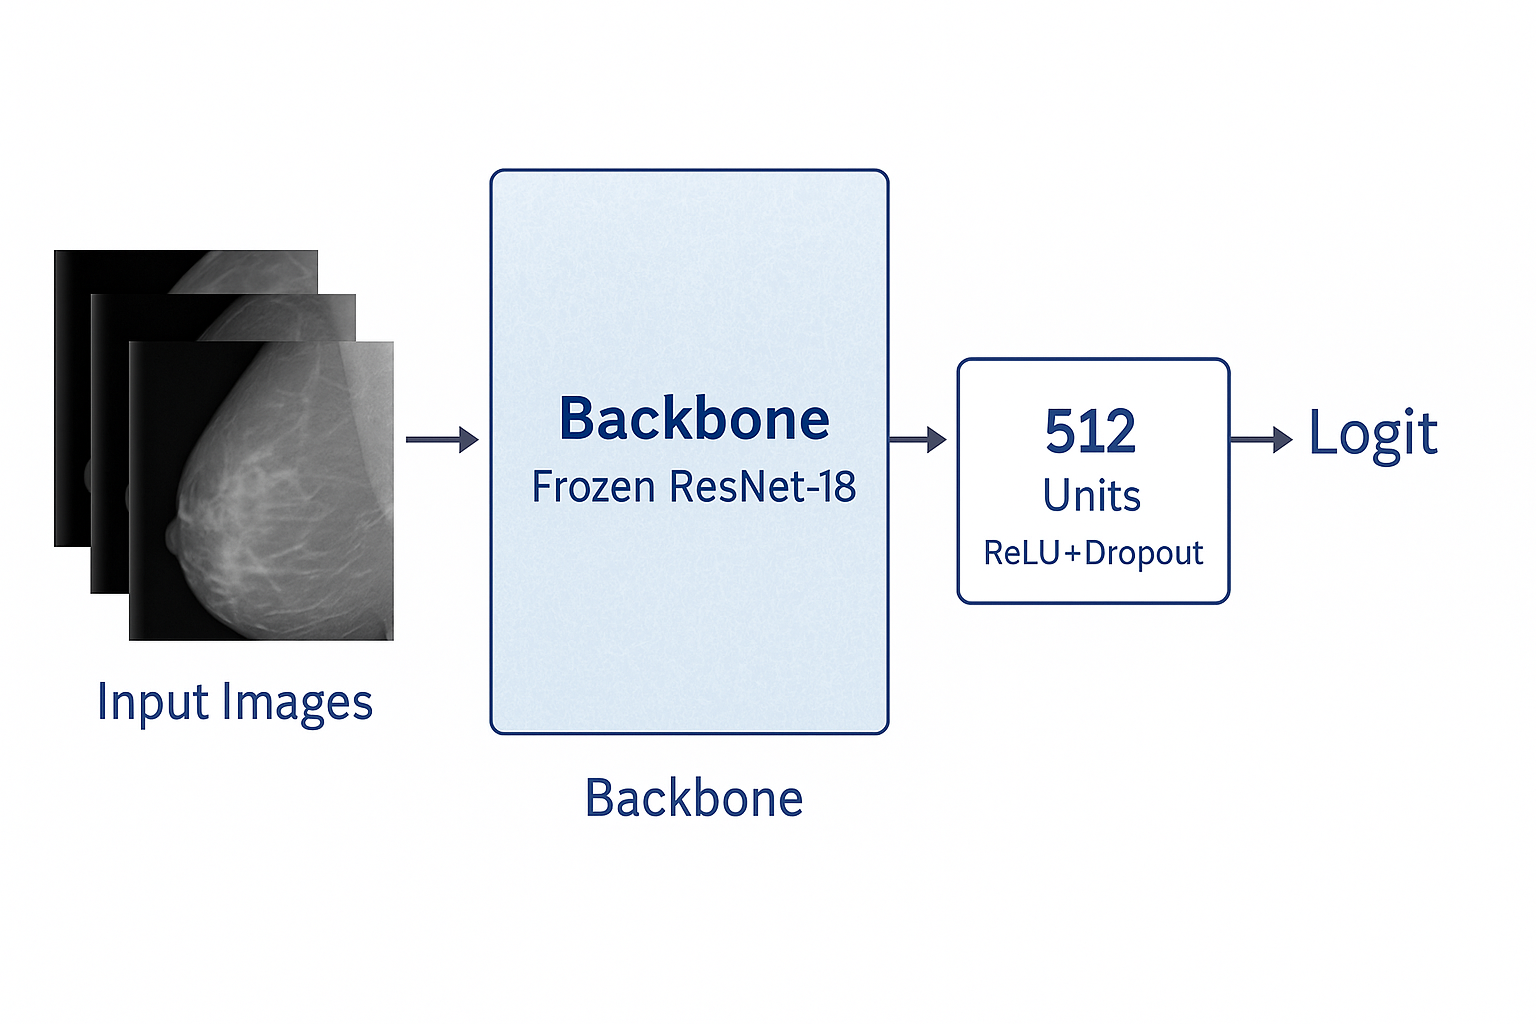 Input Images
Backbone
Frozen ResNet-18
Backbone
512
Units
ReLU+Dropout
Logit